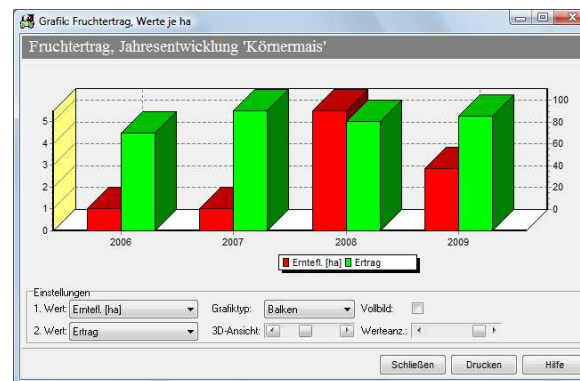 Grafik: Fruchtertrag, Werte je ha
Fruchtertrag, Jahresentwicklung 'Körnermais'
5
4
3
2
1
0
100
80
60
40
20
0
2006 2007 2008 2009
Erntefl. [ha] Ertrag
Einstellungen
1. Wert: Erntefl. [ha] Grafiktyp: Balken Vollbild:
2. Wert: Ertrag 3D-Ansicht: Werteanz.:
Schließen Drucken Hilfe